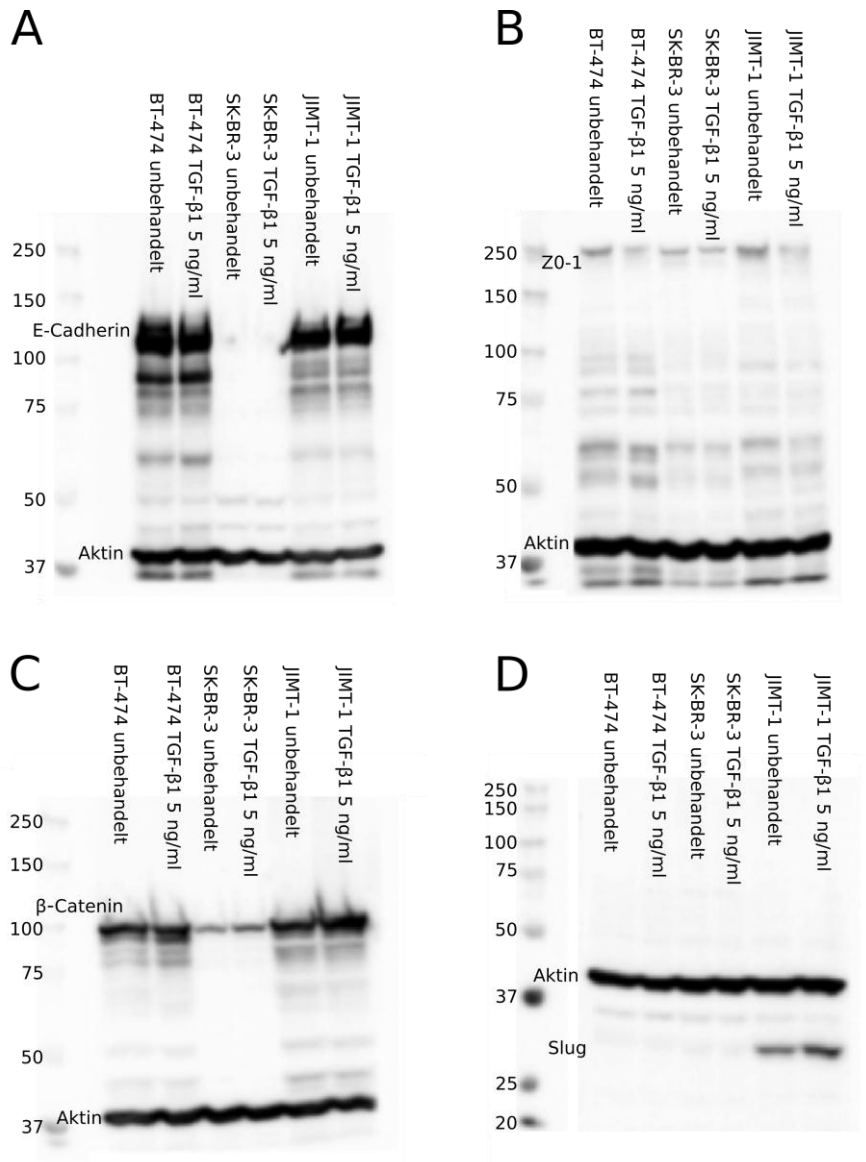 A
BT-474 unbehandelt
BT-474 TGF-β1 5 ng/ml
SK-BR-3 unbehandelt
SK-BR-3 TGF-β1 5 ng/ml
JIMT-1 unbehandelt
JIMT-1 TGF-β1 5 ng/ml
250
150
E-Cadherin
100
75
50
Aktin
37
B
BT-474 unbehandelt
BT-474 TGF-β1 5 ng/ml
SK-BR-3 unbehandelt
SK-BR-3 TGF-β1 5 ng/ml
JIMT-1 unbehandelt
JIMT-1 TGF-β1 5 ng/ml
250
Z0-1
150
100
75
50
Aktin
37
C
BT-474 unbehandelt
BT-474 TGF-β1 5 ng/ml
SK-BR-3 unbehandelt
SK-BR-3 TGF-β1 5 ng/ml
JIMT-1 unbehandelt
JIMT-1 TGF-β1 5 ng/ml
250
150
β-Catenin
100
75
50
Aktin
37
D
BT-474 unbehandelt
BT-474 TGF-β1 5 ng/ml
SK-BR-3 unbehandelt
SK-BR-3 TGF-β1 5 ng/ml
JIMT-1 unbehandelt
JIMT-1 TGF-β1 5 ng/ml
250
150
100
75
50
Aktin
37
Slug
25
20